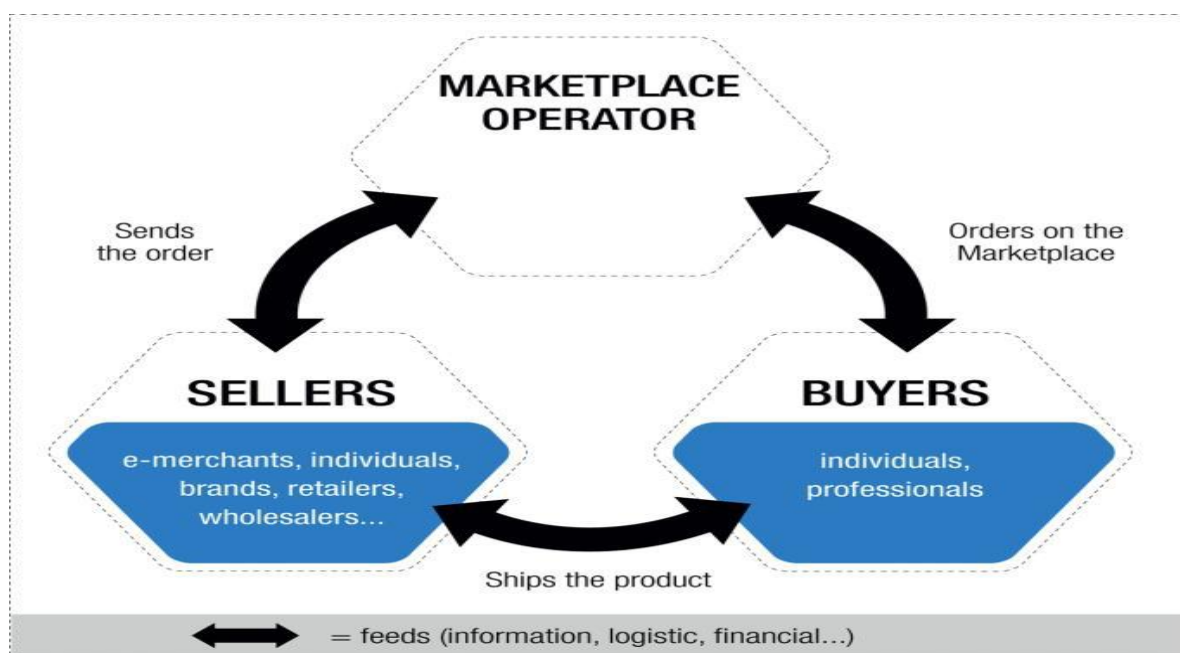 MARKETPLACE
OPERATOR
Sends
the order
Orders on the
Marketplace
SELLERS
e-merchants, individuals,
brands, retailers,
wholesalers...
BUYERS
individuals,
professionals
Ships the product
= feeds (information, logistic, financial...)